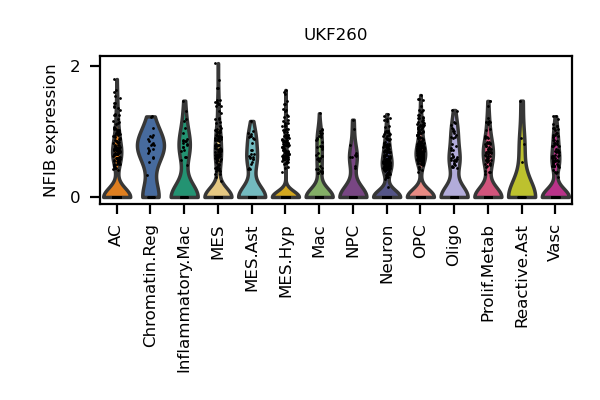 UKF260
NFIB expression
2
0
AC
Chromatin.Reg
Inflammatory.Mac
MES
MES.Ast
MES.Hyp
Mac
NPC
Neuron
OPC
Oligo
Prolif.Metab
Reactive.Ast
Vasc